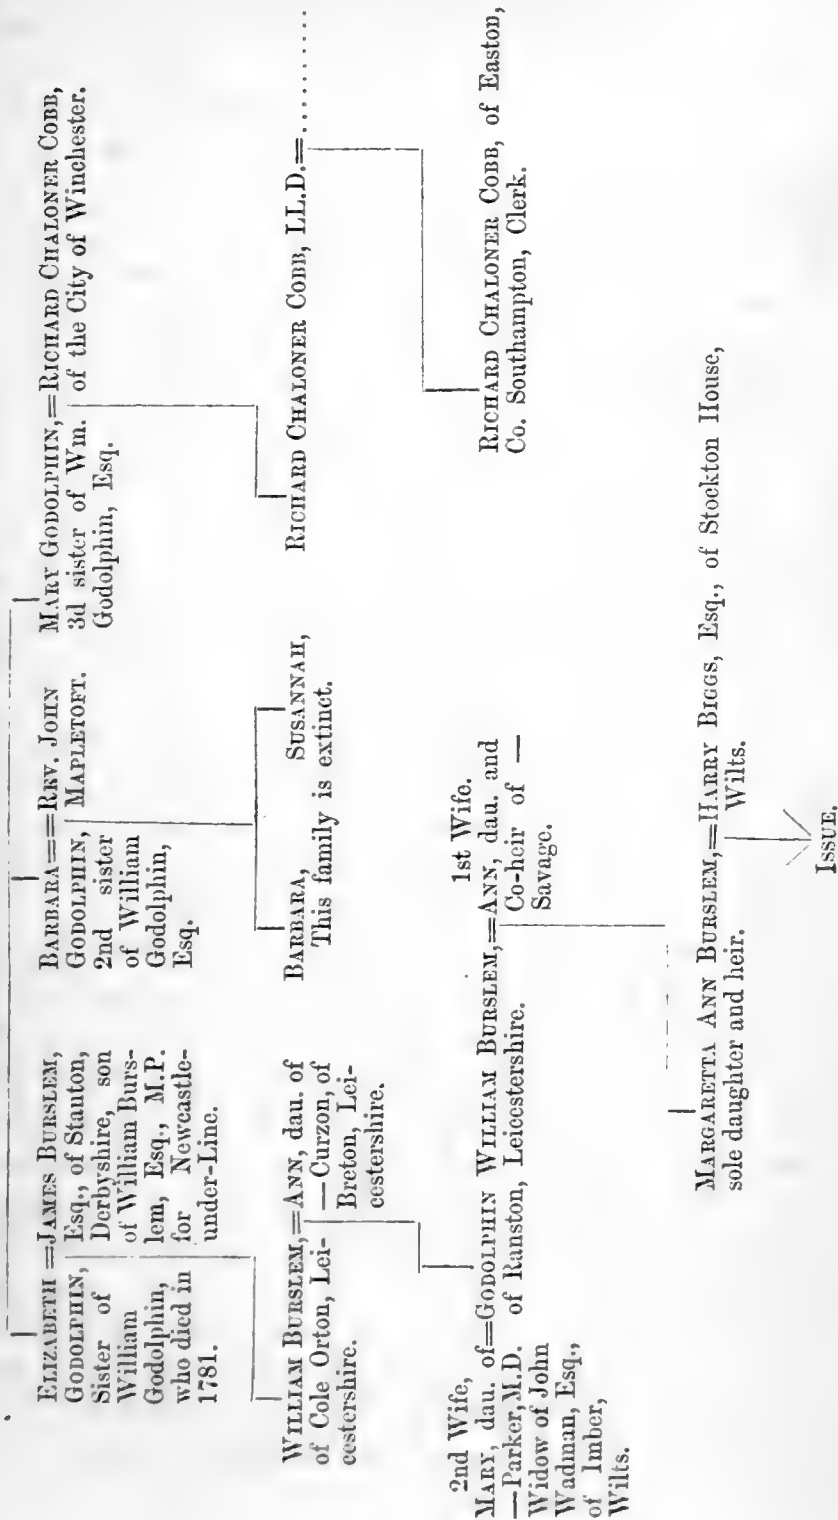 ELIZABETH =JAMES BURSLEM,
GODOLPHIN, Esq., of Stanton,
Sister of Derbyshire, son
William of William Burs-
Godolphin, lem, Esq., M.P.
who died in for Newcastle-
1781. under-Line.
BARBARA==REV. JOHN
GODOLPHIN, MAPLETOFT.
2nd sister
of William
Godolphin,
Esq.
MARY GODOLPHIN,=RICHARD CHALONER COBB,
3d sister of Wm. of the City of Winchester.
Godolphin, Esq.
WILLIAM BURSLEM,=ANN, dau. of
of Cole Orton, Lei- —Curzon, of
cestershire. Breton, Lei-
cestershire.
BARBARA, SUSANNAH,
This family is extinct.
RICHARD CHALONER COBB, LL.D.=..........
2nd Wife, 1st Wife.
MARY, dau. of=GODOLPHIN WILLIAM BURSLEM,=ANN, dau. and
—Parker, M.D. of Ranston, Leicestershire. Co-heir of —
Widow of John Savage.
Wadman, Esq.,
of Imber,
Wilts.
RICHARD CHALONER COBB, of Easton,
Co. Southampton, Clerk.
MARGARETTA ANN BURSLEM,=HARRY BIGGS, Esq., of Stockton House,
sole daughter and heir. Wilts.
ISSUE.